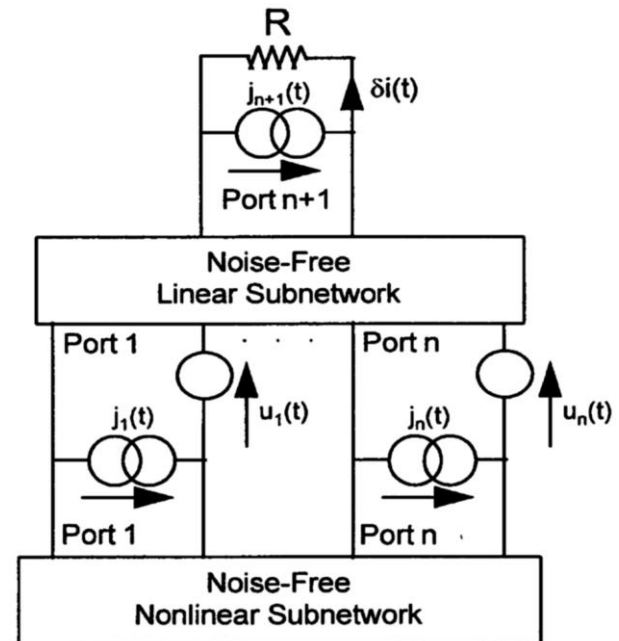 R
jn+1(t)
δi(t)
Port n+1
Noise-Free
Linear Subnetwork
Port 1
. . .
Port n
j1(t)
u1(t)
jn(t)
un(t)
Port 1
Port n
Noise-Free
Nonlinear Subnetwork